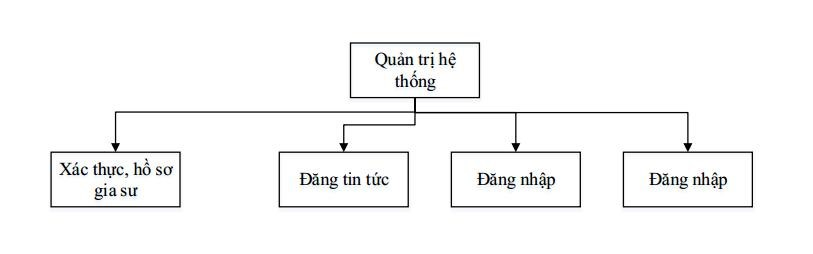 Quản trị hệ
thống
Xác thực, hồ sơ
gia sư
Đăng tin tức
Đăng nhập
Đăng nhập